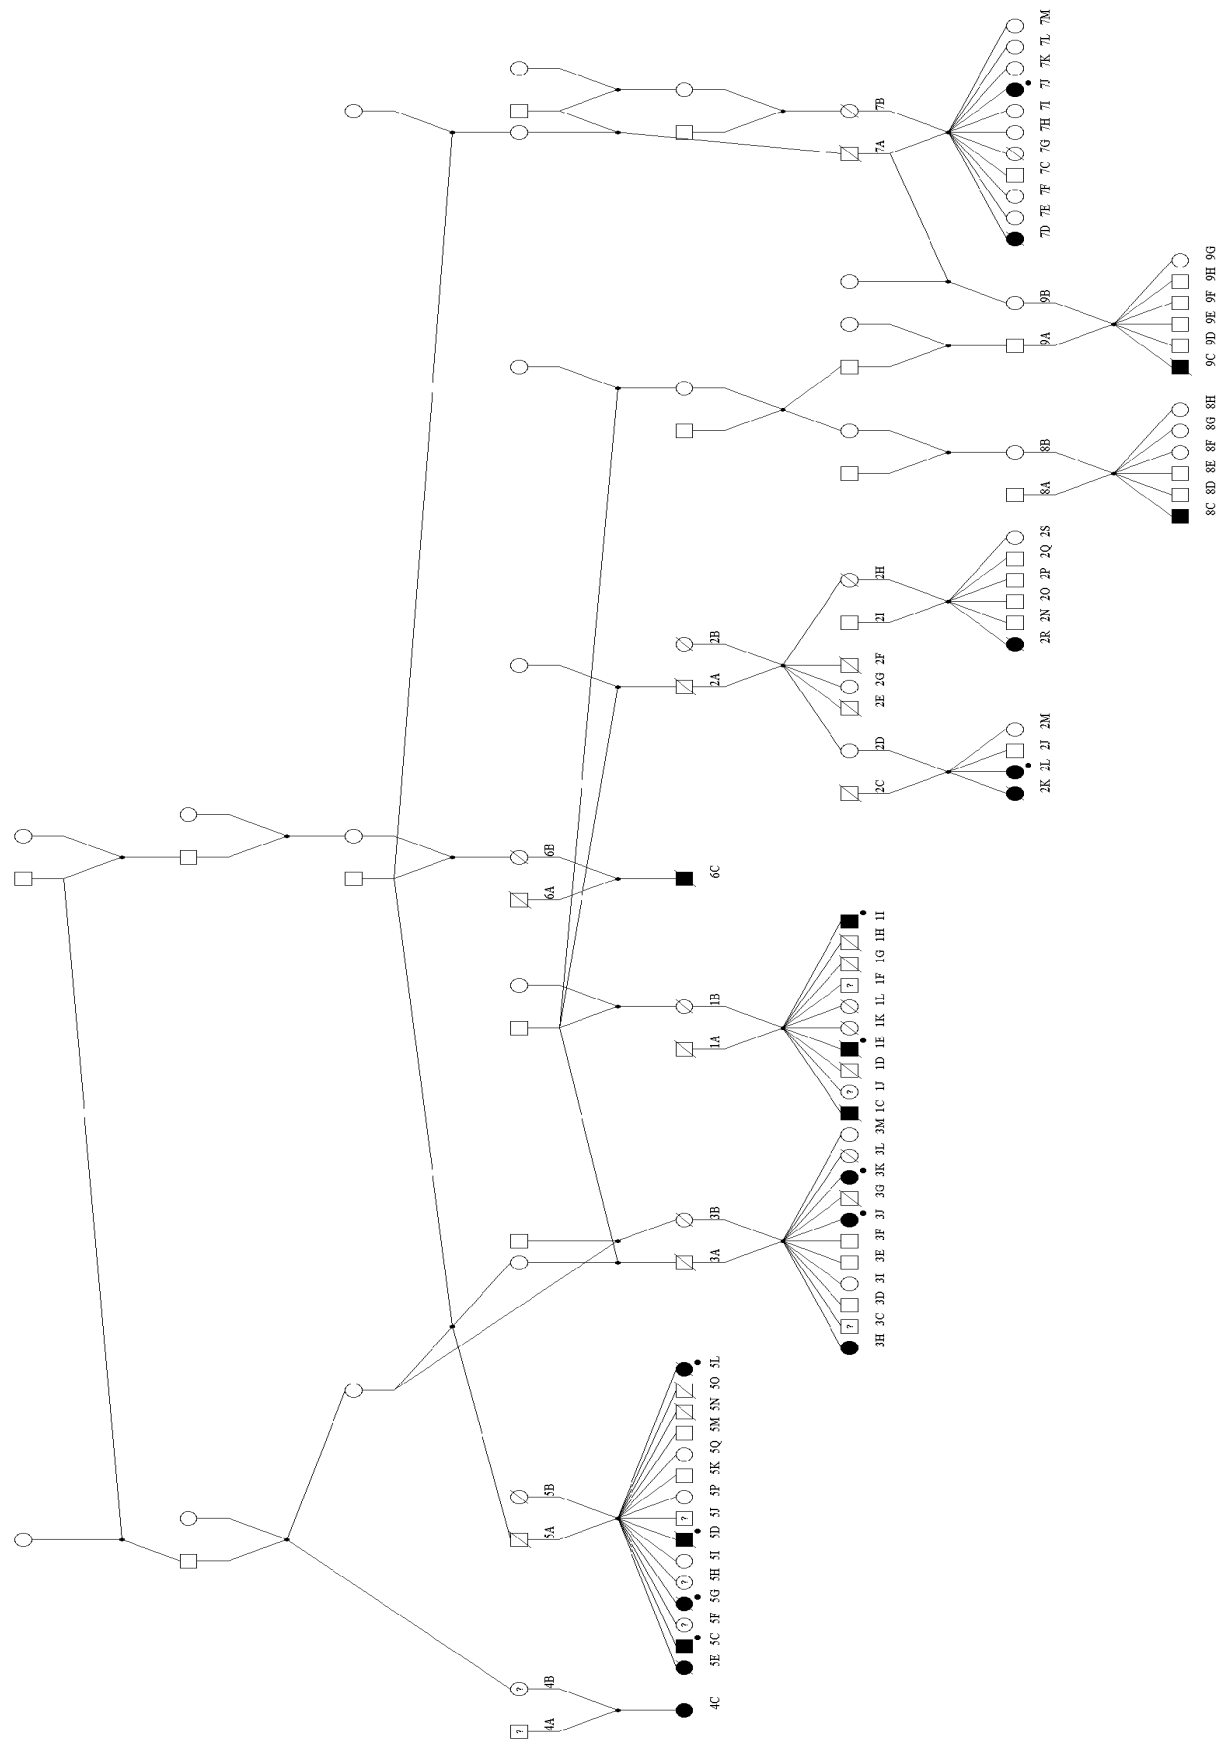 ? ?
4A 4B 5A 5B 6A 6B
? ? ?
4C 5E 5C 5F 5G 5H 5I 5D 5J 5P 5K 5Q 5M 5N 5O 5L 3A 3B 1A 1B 6C 2A 2B
? ? ?
3H 3C 3D 3I 3E 3F 3J 3G 3K 3L 3M 1C 1J 1D 1E 1K 1L 1F 1G 1H 1I 2C 2D 2E 2G 2F 2I 2H 7A 7B
2K 2L 2J 2M 2R 2N 2O 2P 2Q 2S 8A 8B 9A 9B 7D 7E 7F 7C 7G 7H 7I 7J 7K 7L 7M
8C 8D 8E 8F 8G 8H 9C 9D 9E 9F 9H 9G